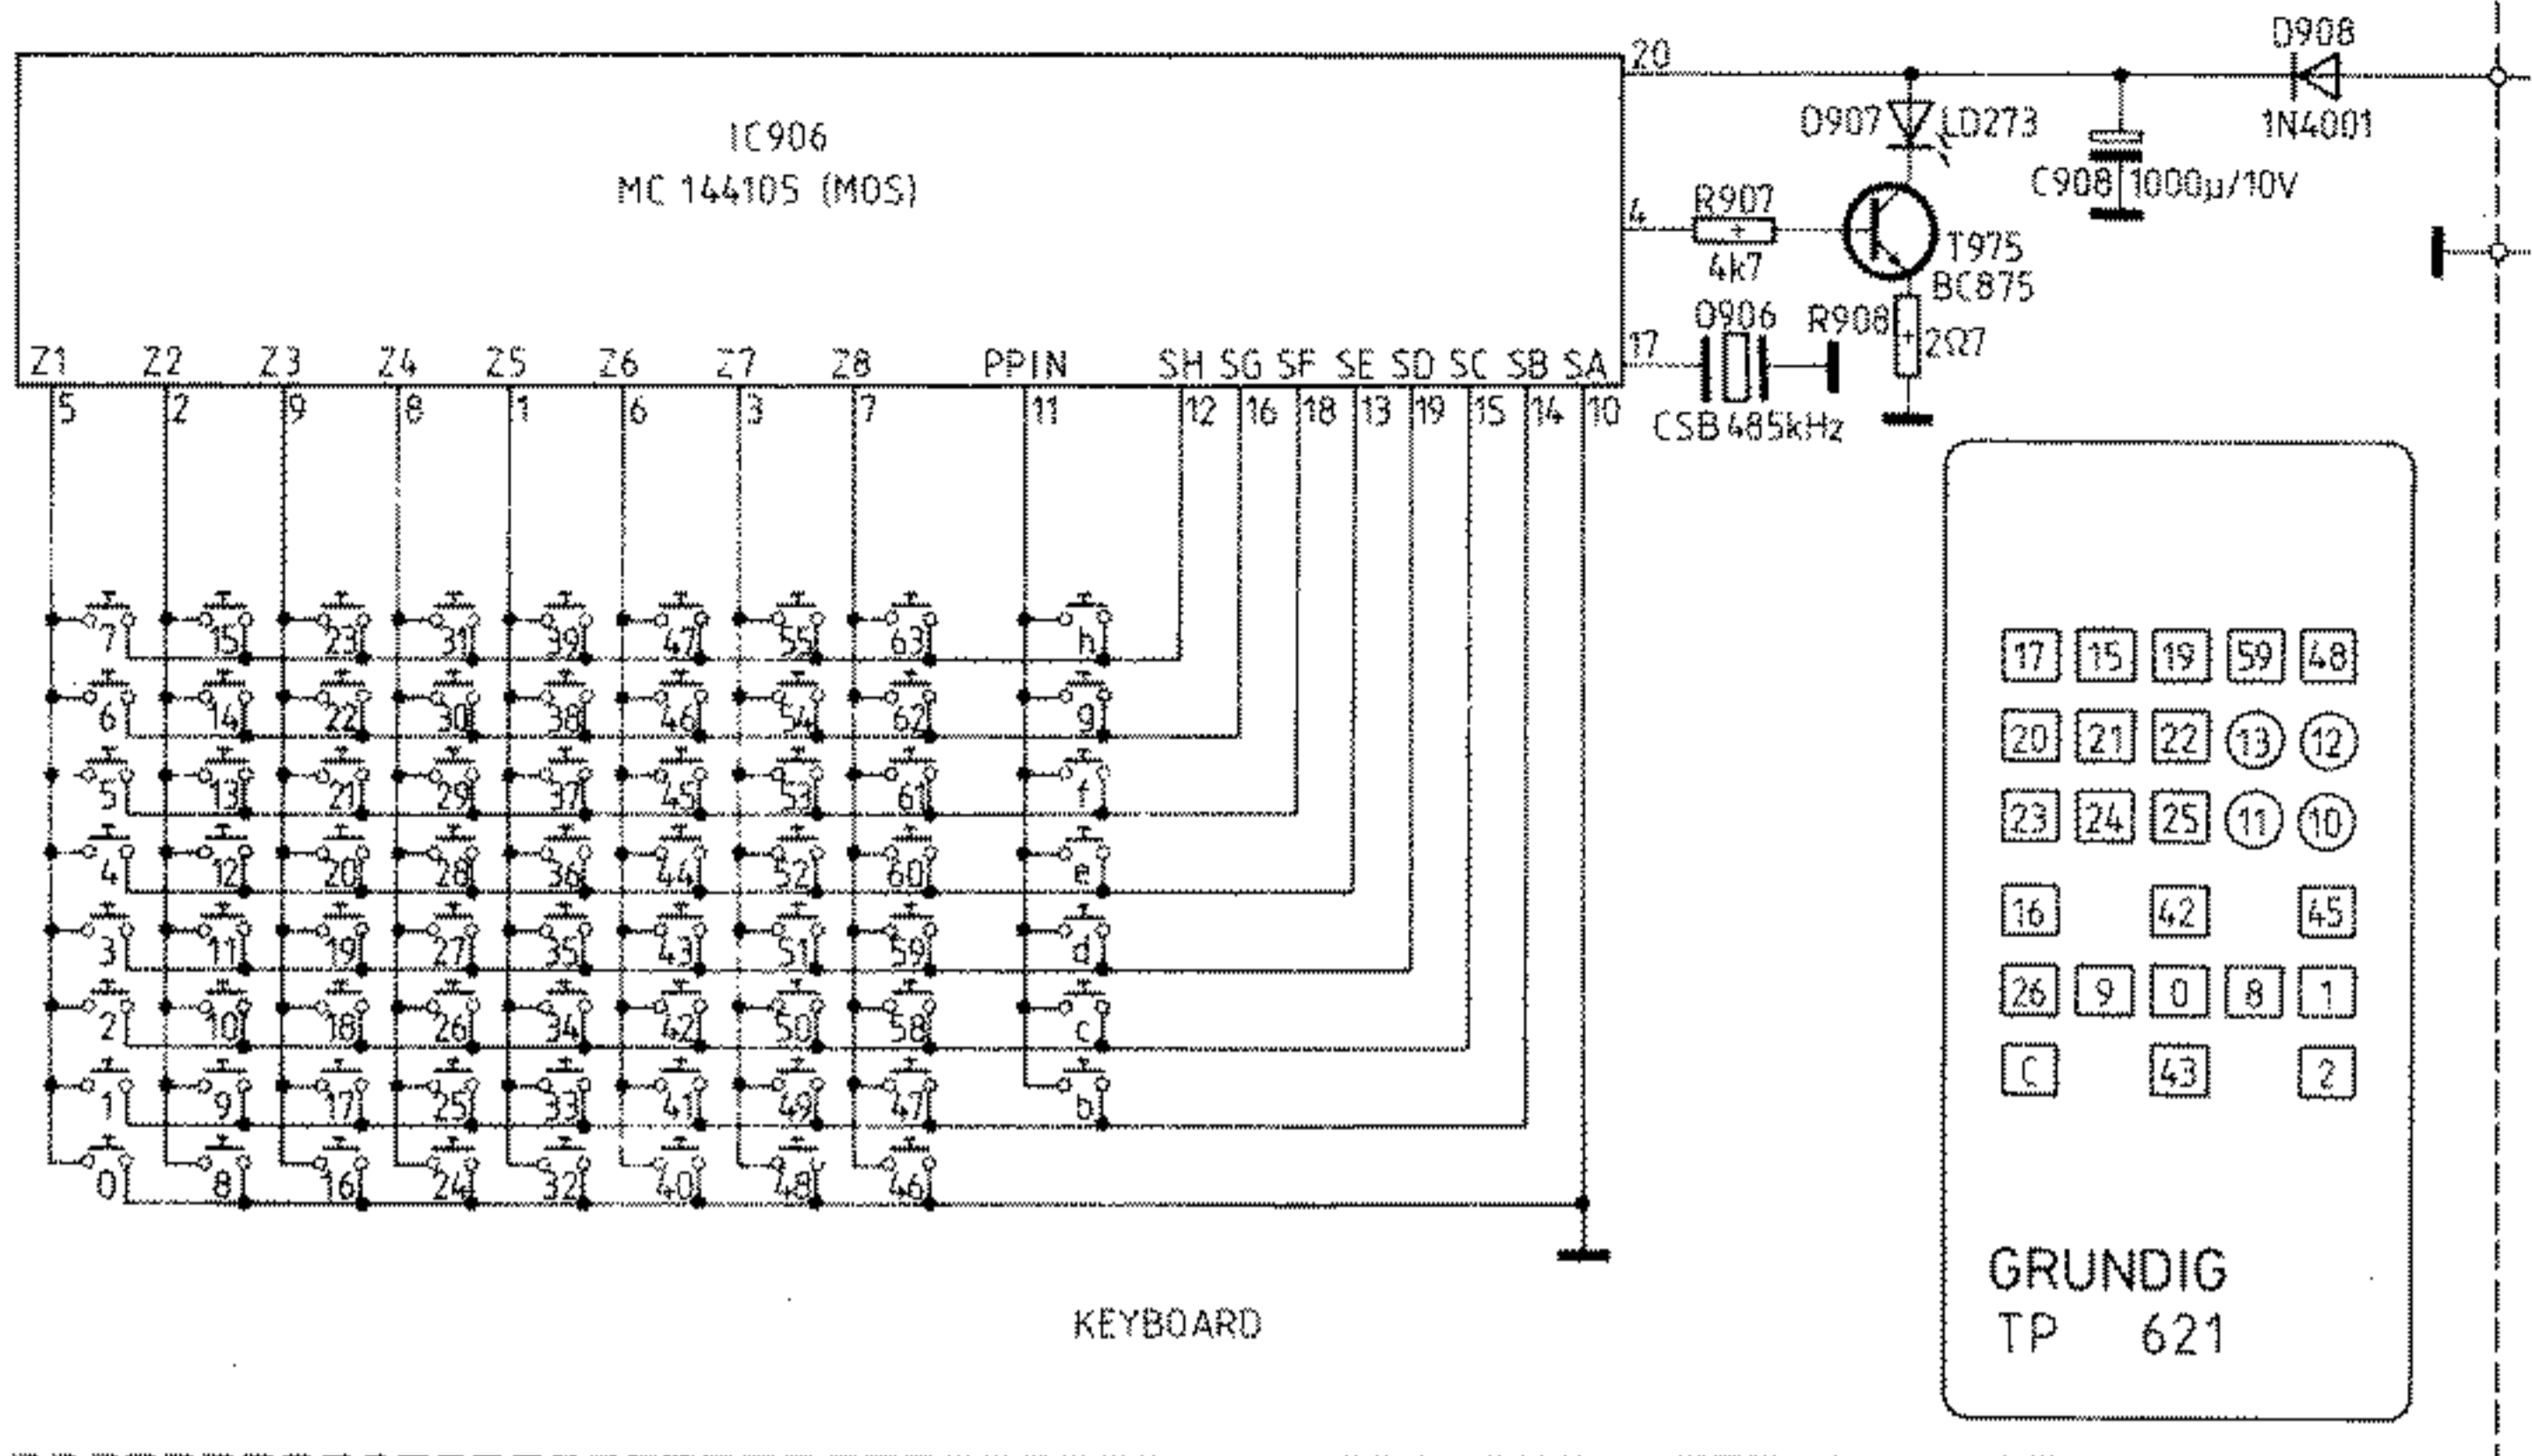 20
D908
1N4001
IC906
MC 144105 (MOS)
D907
LD273
C908 1000µ/10V
4
R907
4k7
T975
BC875
17
D906
CSB 485kHz
R908
2Ω7
Z1 Z2 Z3 Z4 Z5 Z6 Z7 Z8 PPIN SH SG SF SE SD SC SB SA
5 2 9 8 1 6 3 7 11 12 16 18 13 19 15 14 10
7 15 23 31 39 47 55 63 h
6 14 22 30 38 46 54 62 g
5 13 21 29 37 45 53 61 f
4 12 20 28 36 44 52 60 e
3 11 19 27 35 43 51 59 d
2 10 18 26 34 42 50 58 c
1 9 17 25 33 41 49 47 b
0 8 16 24 32 40 48 46
KEYBOARD
17 15 19 59 48
20 21 22 13 12
23 24 25 11 10
16 42 45
26 9 0 8 1
C 43 2
GRUNDIG
TP 621